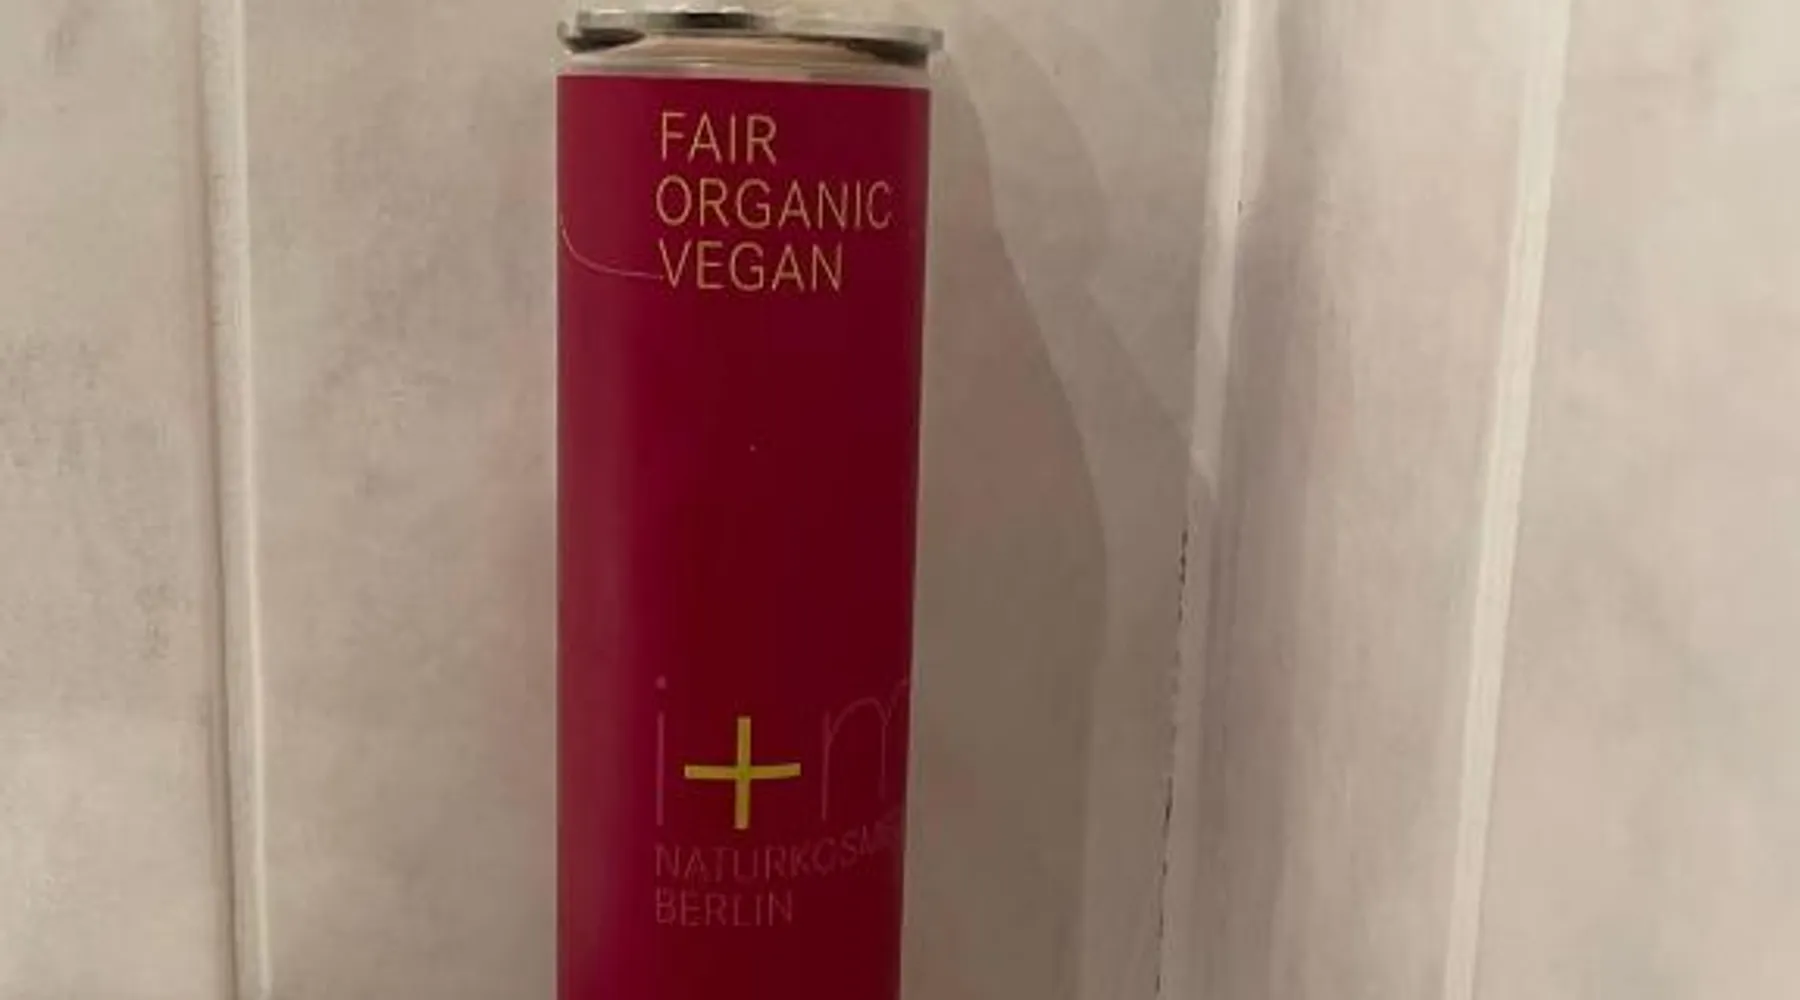 FAIR
ORGANIC
VEGAN
i+m
BERLIN